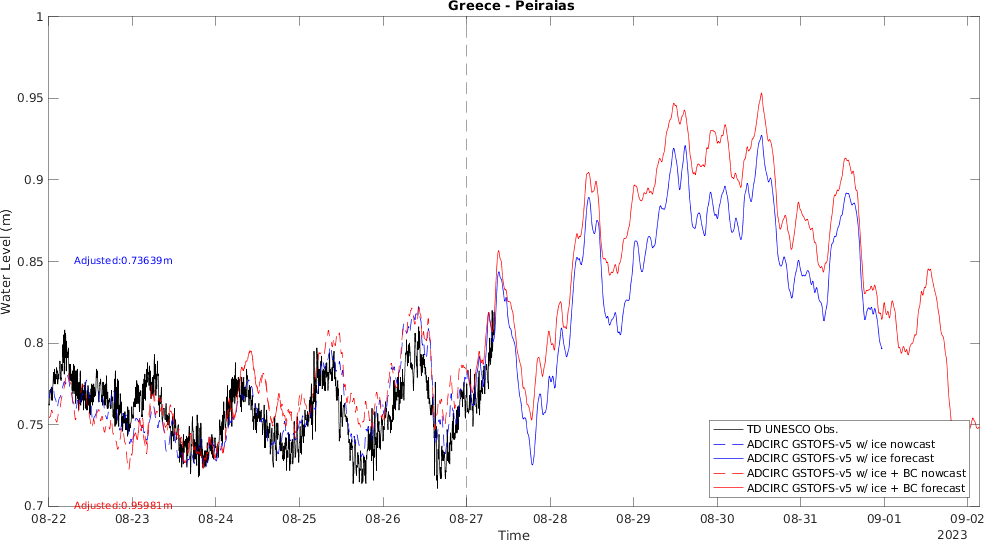 Greece - Peiraias
1
0.95
0.9
0.85
0.8
0.75
0.7
Water Level (m)
Adjusted:0.73639m
Adjusted:0.95981m
TD UNESCO Obs.
ADCIRC GSTOFS-v5 w/ ice nowcast
ADCIRC GSTOFS-v5 w/ ice forecast
ADCIRC GSTOFS-v5 w/ ice + BC nowcast
ADCIRC GSTOFS-v5 w/ ice + BC forecast
08-22 08-23 08-24 08-25 08-26 08-27 08-28 08-29 08-30 08-31 09-01 09-02
Time
2023